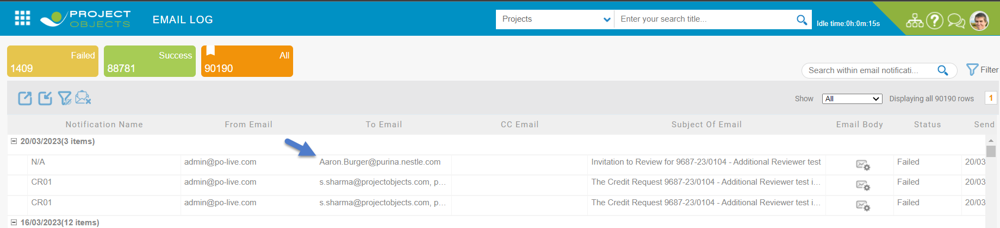 PROJECT
OBJECTS
EMAIL LOG
Projects
Enter your search title...
Idle time:0h:0m:15s
?
Failed
1409
Success
88781
All
90190
Search within email notificati...
Filter
Show
All
Displaying all 90190 rows
1
Notification Name From Email To Email CC Email Subject Of Email Email Body Status Send
20/03/2023(3 items)
N/A admin@po-live.com Aaron.Burger@purina.nestle.com Invitation to Review for 9687-23/0104 - Additional Reviewer test Failed 20/03
CR01 admin@po-live.com s.sharma@projectobjects.com, p... The Credit Request 9687-23/0104 - Additional Reviewer test i... Failed 20/03
CR01 admin@po-live.com s.sharma@projectobjects.com, p... The Credit Request 9687-23/0104 - Additional Reviewer test i... Failed 20/03
16/03/2023(12 items)